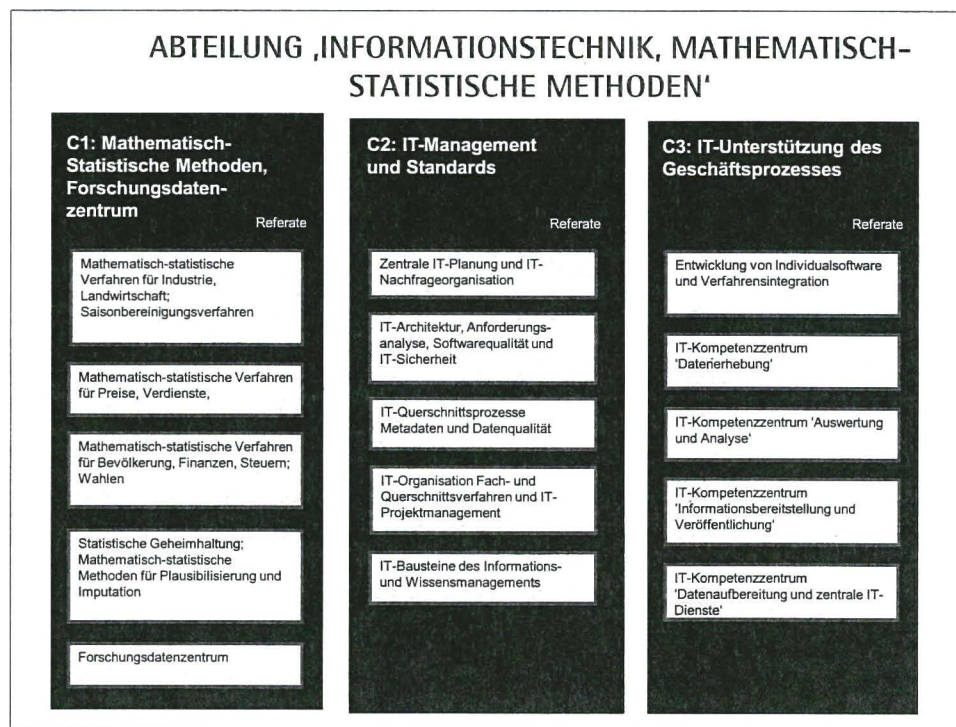 ABTEILUNG ‚INFORMATIONSTECHNIK, MATHEMATISCH-
STATISTISCHE METHODEN‘
C1: Mathematisch-
Statistische Methoden,
Forschungsdaten-
zentrum
Referate
Mathematisch-statistische
Verfahren für Industrie,
Landwirtschaft;
Saisonbereinigungsverfahren
Mathematisch-statistische Verfahren
für Preise, Verdienste,
Mathematisch-statistische Verfahren
für Bevölkerung, Finanzen, Steuern;
Wahlen
Statistische Geheimhaltung;
Mathematisch-statistische
Methoden für Plausibilisierung und
Imputation
Forschungsdatenzentrum
C2: IT-Management
und Standards
Referate
Zentrale IT-Planung und IT-
Nachfrageorganisation
IT-Architektur, Anforderungs-
analyse, Softwarequalität und
IT-Sicherheit
IT-Querschnittsprozesse
Metadaten und Datenqualität
IT-Organisation Fach- und
Querschnittsverfahren und IT-
Projektmanagement
IT-Bausteine des Informations-
und Wissensmanagements
C3: IT-Unterstützung des
Geschäftsprozesses
Referate
Entwicklung von Individualsoftware
und Verfahrensintegration
IT-Kompetenzzentrum
'Datenerhebung'
IT-Kompetenzzentrum 'Auswertung
und Analyse'
IT-Kompetenzzentrum
'Informationsbereitstellung und
Veröffentlichung'
IT-Kompetenzzentrum
'Datenaufbereitung und zentrale IT-
Dienste'